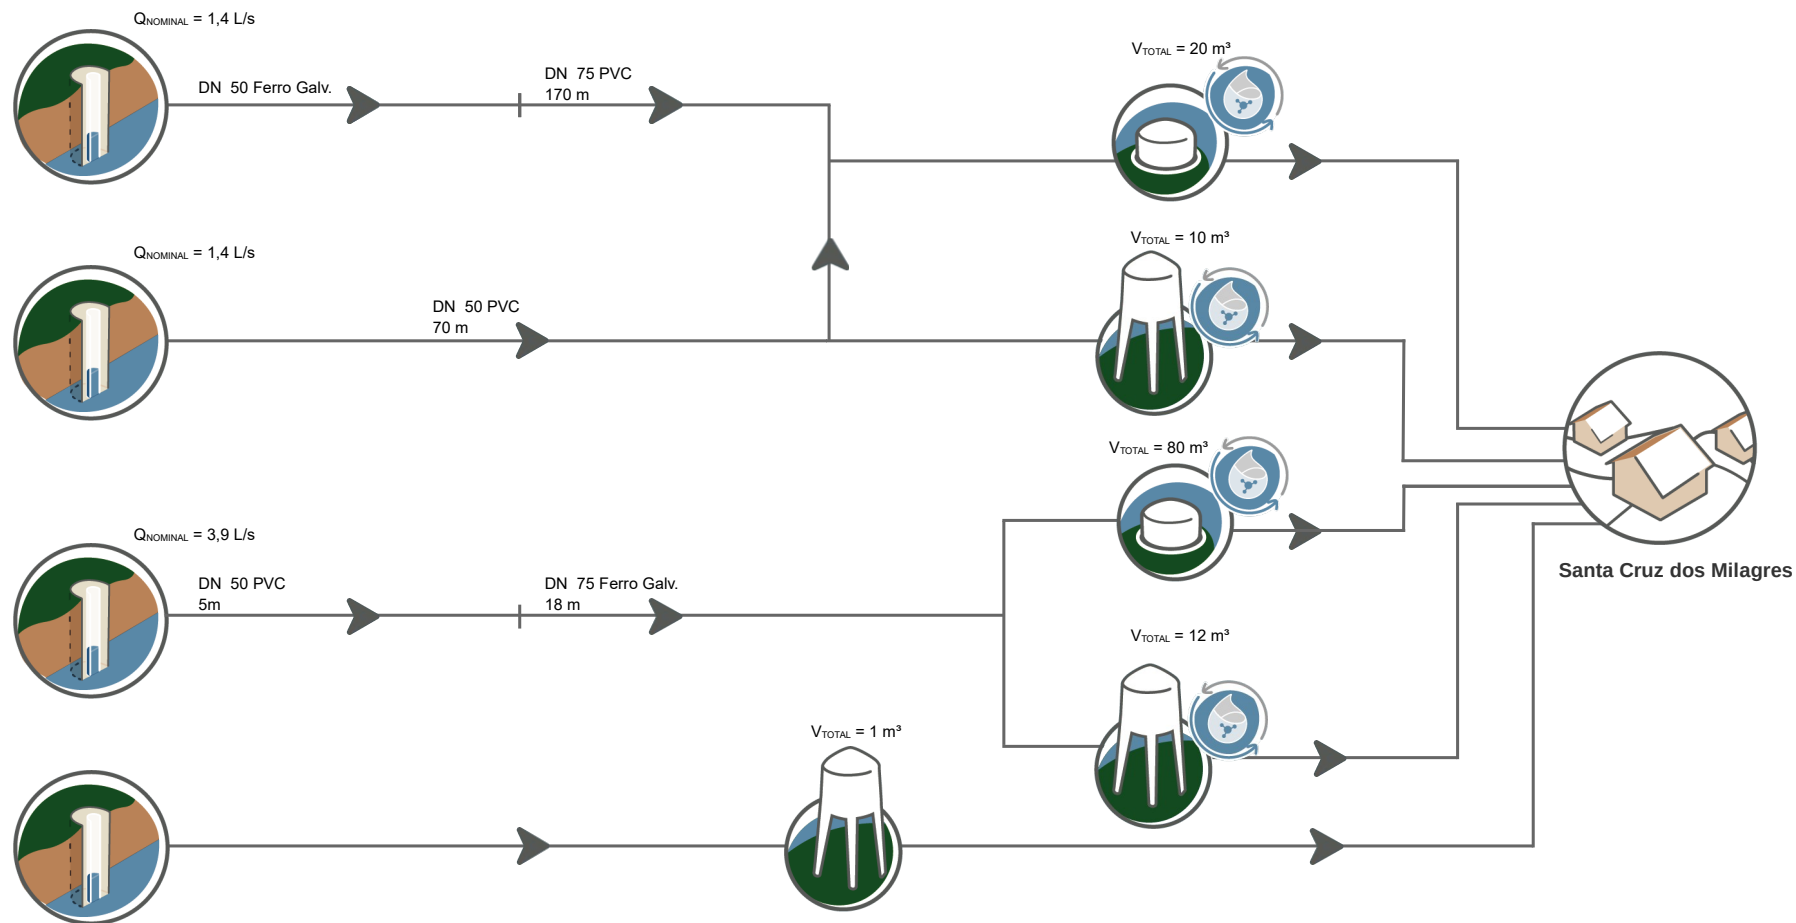 QNOMINAL = 1,4 L/s
DN 50 Ferro Galv.
DN 75 PVC
170 m
VTOTAL = 20 m³
QNOMINAL = 1,4 L/s
DN 50 PVC
70 m
VTOTAL = 10 m³
VTOTAL = 80 m³
QNOMINAL = 3,9 L/s
DN 50 PVC
5m
DN 75 Ferro Galv.
18 m
Santa Cruz dos Milagres
VTOTAL = 12 m³
VTOTAL = 1 m³